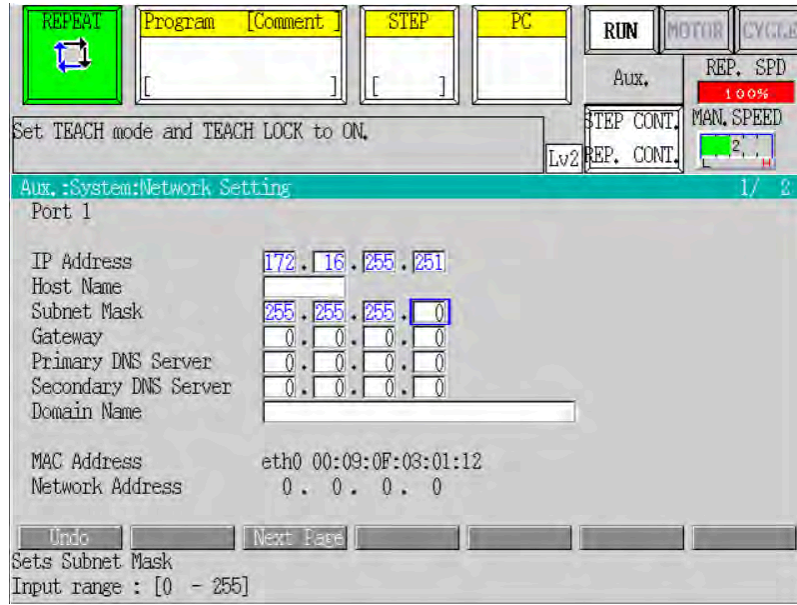 REPEAT
Program [Comment ]
STEP
PC
RUN
MOTOR
CYCLE
[ ]
[ ]
Aux.
REP. SPD
100%
Set TEACH mode and TEACH LOCK to ON.
Lv2
STEP CONT.
REP. CONT.
MAN. SPEED
2
L H
Aux.:System:Network Setting 1/ 2
Port 1
IP Address 172 . 16 . 255 . 251
Host Name
Subnet Mask 255 . 255 . 255 . 0
Gateway 0 . 0 . 0 . 0
Primary DNS Server 0 . 0 . 0 . 0
Secondary DNS Server 0 . 0 . 0 . 0
Domain Name
MAC Address eth0 00:09:0F:03:01:12
Network Address 0 . 0 . 0 . 0
Undo Next Page
Sets Subnet Mask
Input range : [0 - 255]